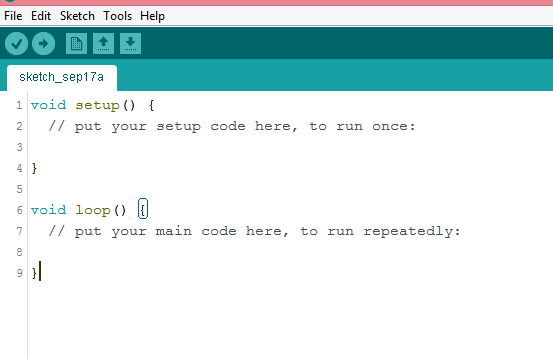 File Edit Sketch Tools Help
sketch_sep17a
1 void setup() {
2   // put your setup code here, to run once:
3
4 }
5
6 void loop() {
7   // put your main code here, to run repeatedly:
8
9 }